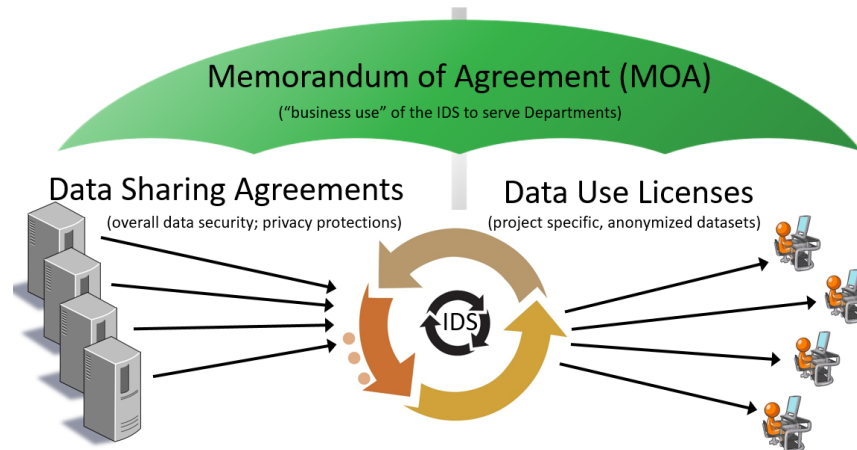 Memorandum of Agreement (MOA)
(“business use” of the IDS to serve Departments)
Data Sharing Agreements
(overall data security; privacy protections)
Data Use Licenses
(project specific, anonymized datasets)
IDS